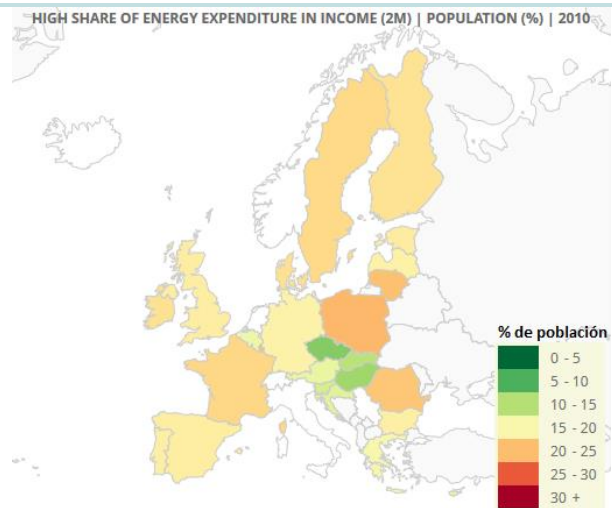 HIGH SHARE OF ENERGY EXPENDITURE IN INCOME (2M) | POPULATION (%) | 2010
% de población
0 - 5
5 - 10
10 - 15
15 - 20
20 - 25
25 - 30
30 +